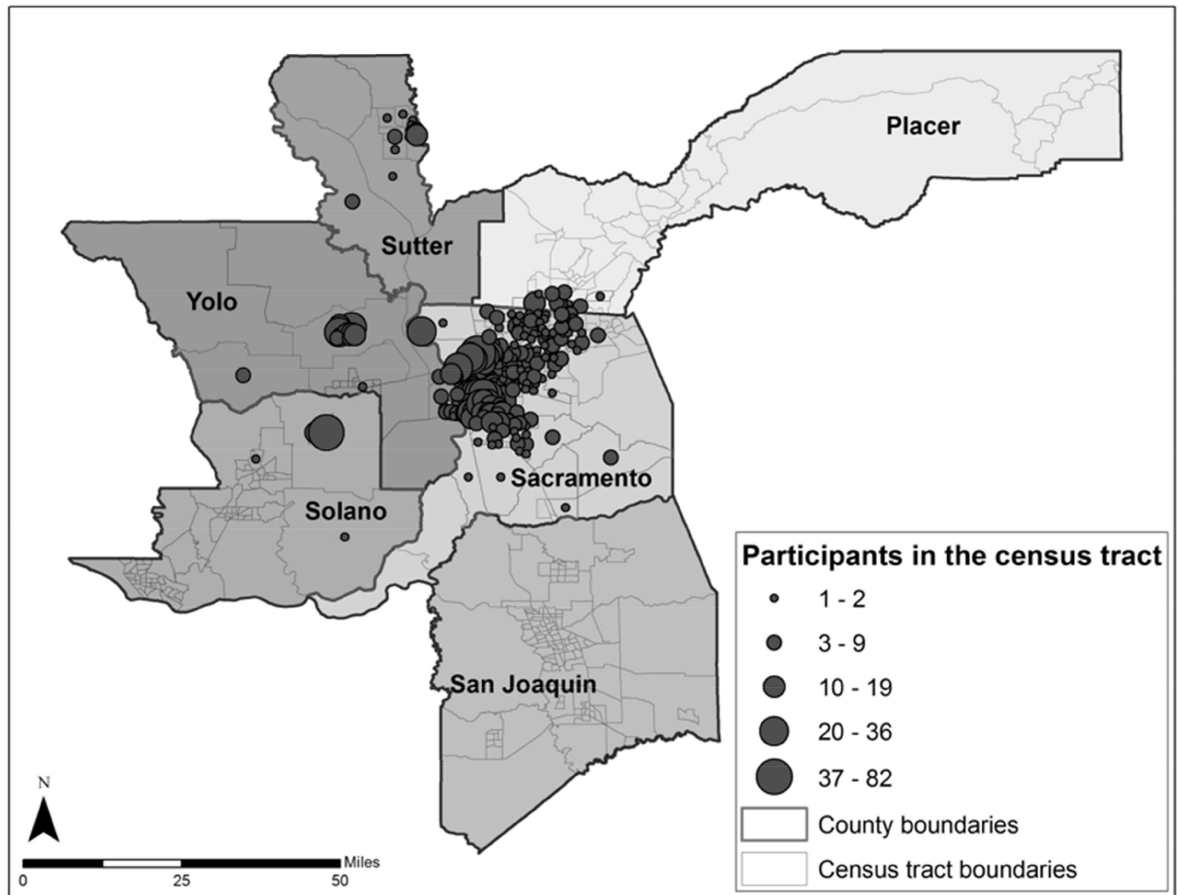 Placer
Sutter
Yolo
Sacramento
Solano
San Joaquin
Participants in the census tract
1 - 2
3 - 9
10 - 19
20 - 36
37 - 82
County boundaries
Census tract boundaries
N
Miles
0 25 50